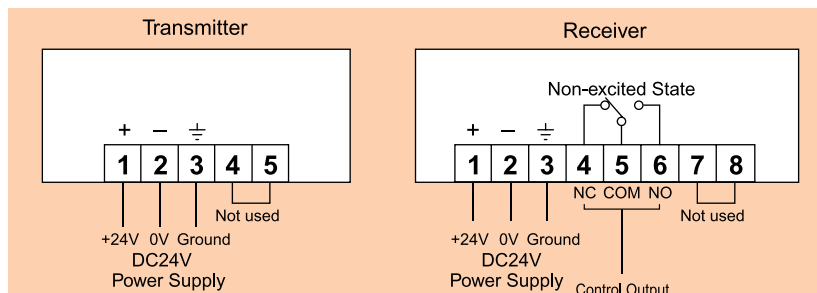 Transmitter
+ –
1 2 3 4 5
Not used
+24V 0V Ground
DC24V
Power Supply
Receiver
Non-excited State
+ –
1 2 3 4 5 6 7 8
NC COM NO
Not used
+24V 0V Ground
DC24V
Power Supply
Control Output